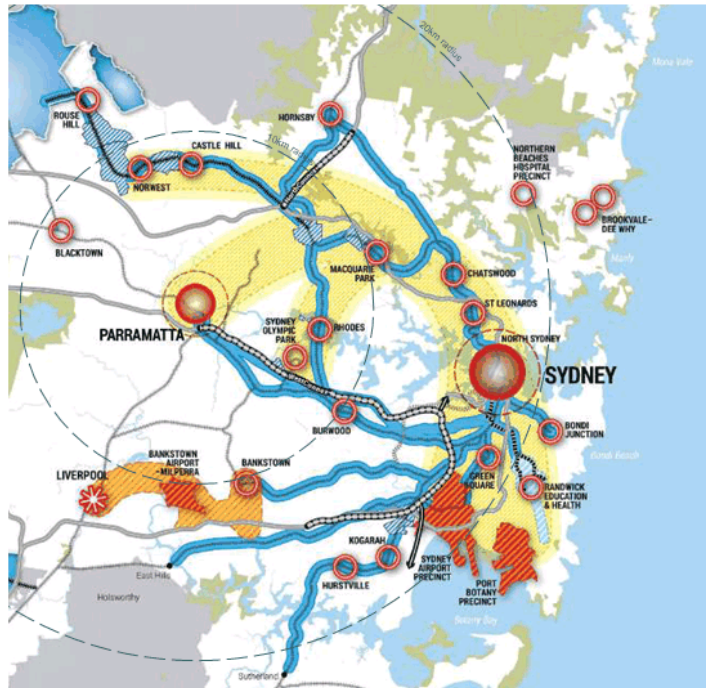 20km radius
Mona Vale
ROUSE
HILL
HORNSBY
CASTLE HILL
10km radius
NORWEST
NORTHERN
BEACHES
HOSPITAL
PRECINCT
BROOKVALE–
DEE WHY
BLACKTOWN
Manly
MACQUARIE
PARK
CHATSWOOD
ST LEONARDS
PARRAMATTA
SYDNEY
OLYMPIC
PARK
RHODES
NORTH SYDNEY
SYDNEY
BURWOOD
BONDI
JUNCTION
Bondi Beach
LIVERPOOL
BANKSTOWN
AIRPORT
–MILPERRA
BANKSTOWN
GREEN
SQUARE
RANDWICK
EDUCATION
& HEALTH
KOGARAH
East Hills
HURSTVILLE
SYDNEY
AIRPORT
PRECINCT
PORT
BOTANY
PRECINCT
Holsworthy
Botany Bay
Sutherland